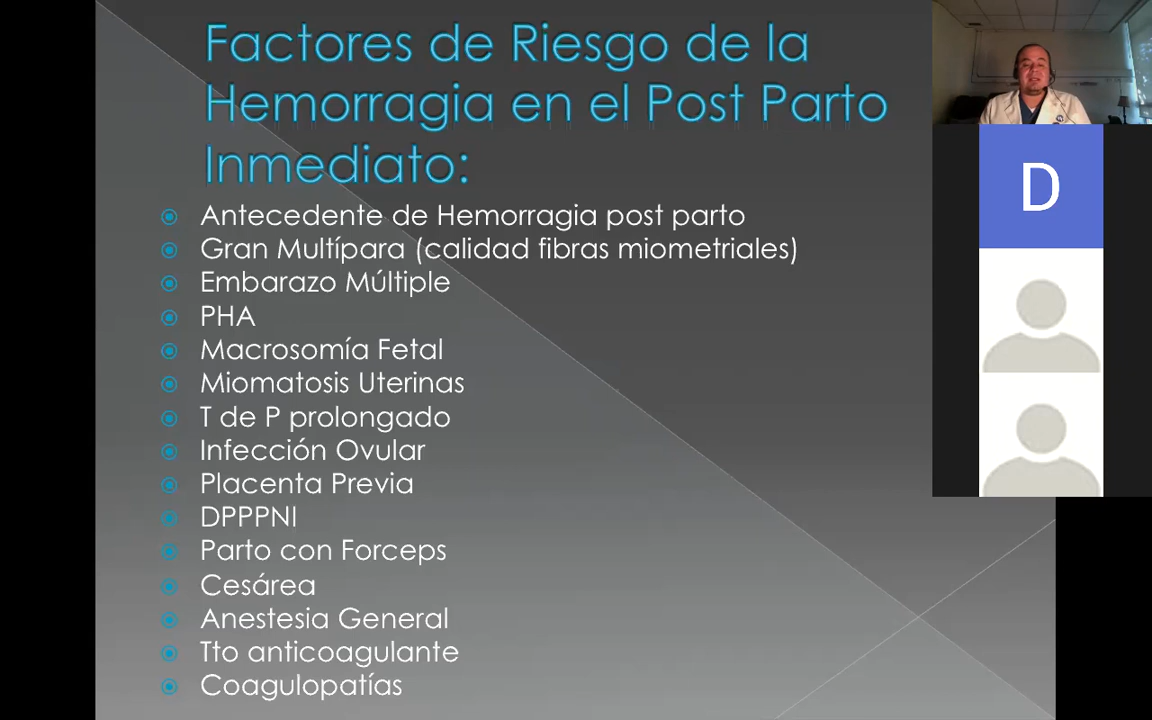 Factores de Riesgo de la
Hemorragia en el Post Parto
Inmediato:
Antecedente de Hemorragia post parto
Gran Multípara (calidad fibras miometriales)
Embarazo Múltiple
PHA
Macrosomía Fetal
Miomatosis Uterinas
T de P prolongado
Infección Ovular
Placenta Previa
DPPPNI
Parto con Forceps
Cesárea
Anestesia General
Tto anticoagulante
Coagulopatías
D